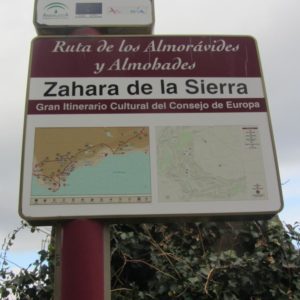 Ruta de los Almorávides
y Almohades
Zahara de la Sierra
Gran Itinerario Cultural del Consejo de Europa